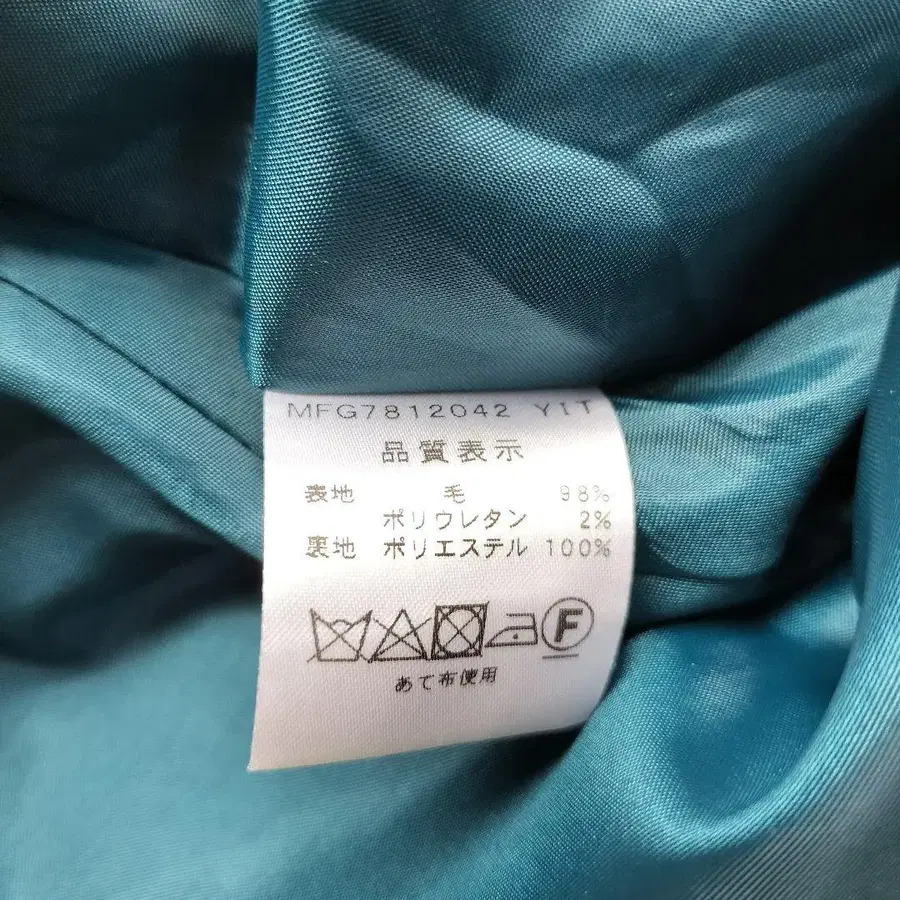 MFG7812042 YIT
品質表示
表地 毛 98%
ポリウレタン 2%
裏地 ポリエステル 100%
F
あて布使用